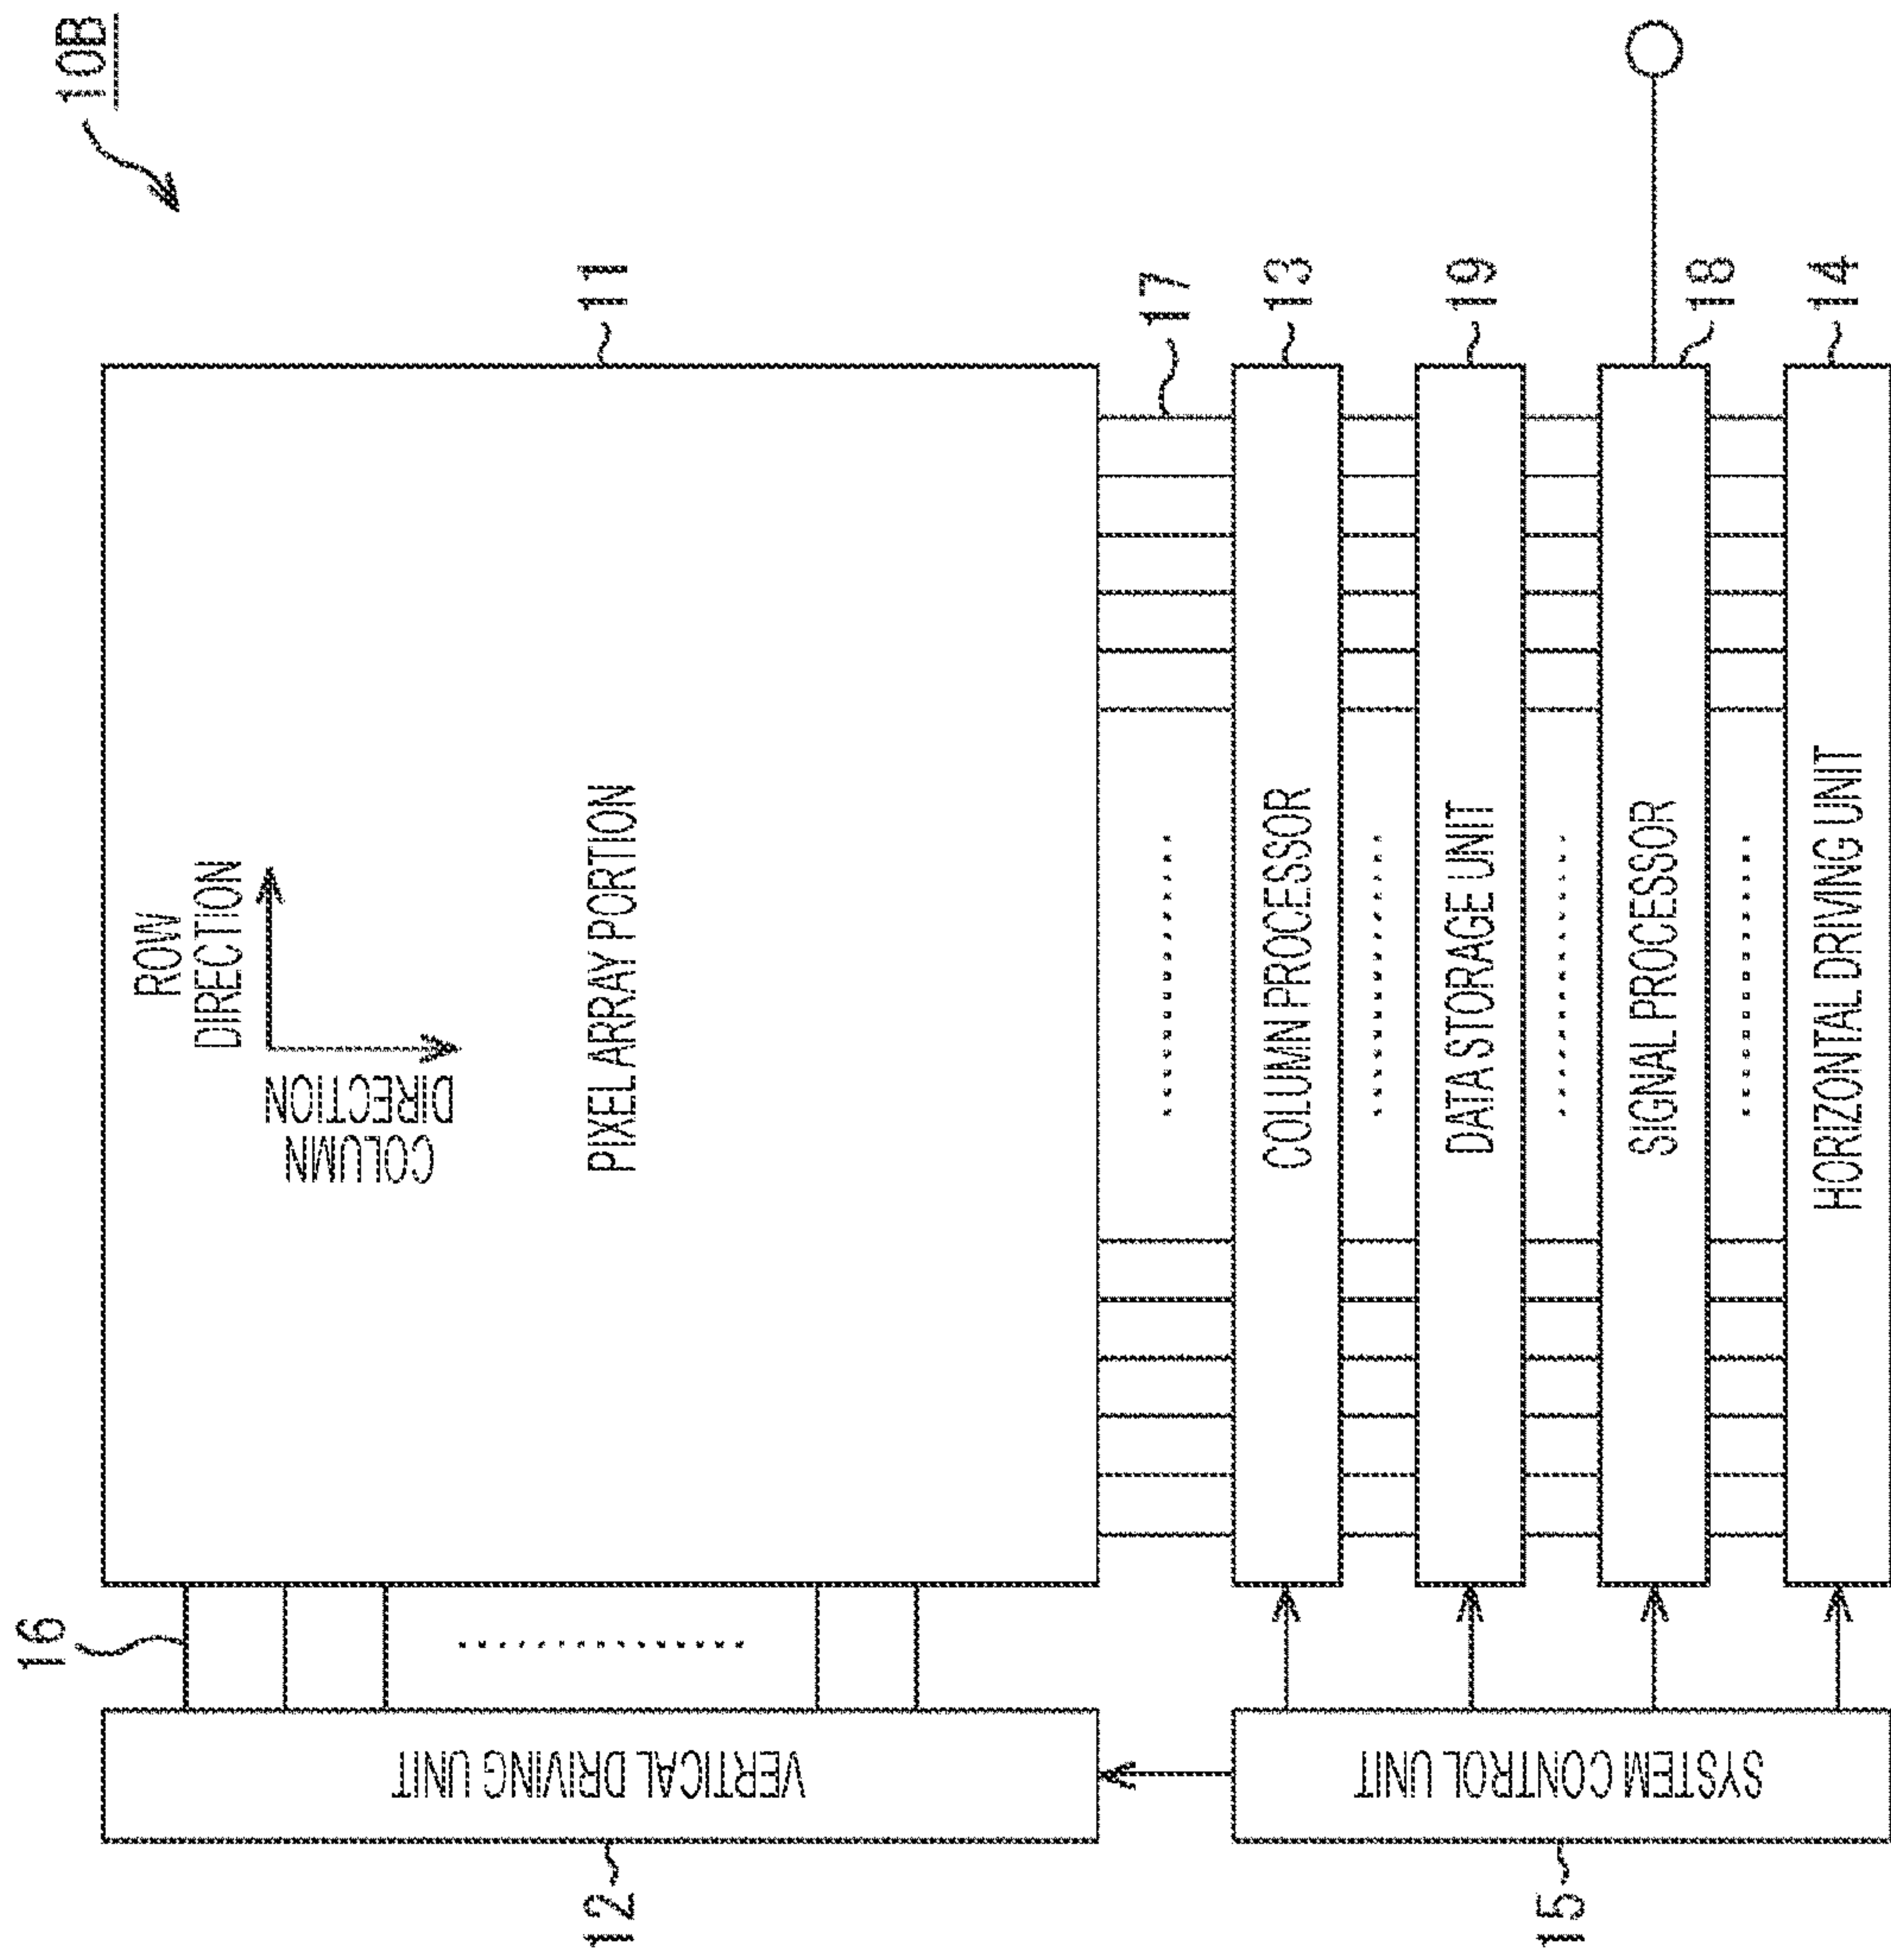 10B
ROW
DIRECTION
COLUMN
DIRECTION
PIXEL ARRAY PORTION
11
16
VERTICAL DRIVING UNIT
12
17
COLUMN PROCESSOR
13
DATA STORAGE UNIT
19
SIGNAL PROCESSOR
18
HORIZONTAL DRIVING UNIT
14
SYSTEM CONTROL UNIT
15